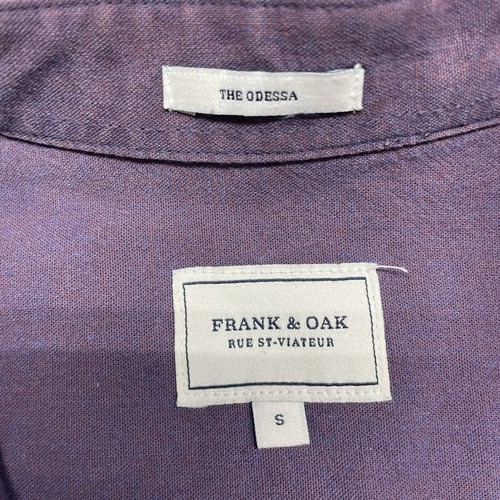 THE ODESSA
FRANK & OAK
RUE ST-VIATEUR
S